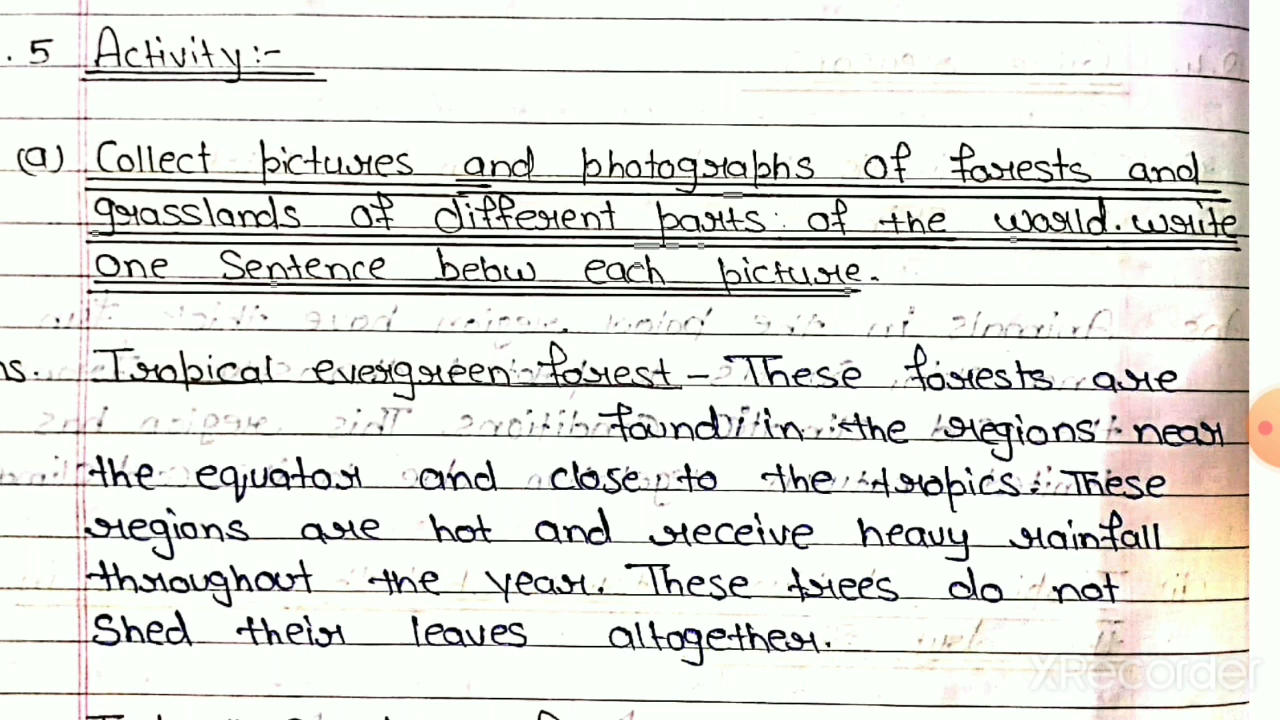 . 5 Activity :-
(a) Collect pictures and photographs of forests and
grasslands of different parts of the world. write
one Sentence below each picture.
ns. Tropical evergreen forest - These forests are
found in the regions near
the equator and close to the tropics. These
regions are hot and receive heavy rainfall
throughout the year. These trees do not
Shed their leaves altogether.
XRecorder